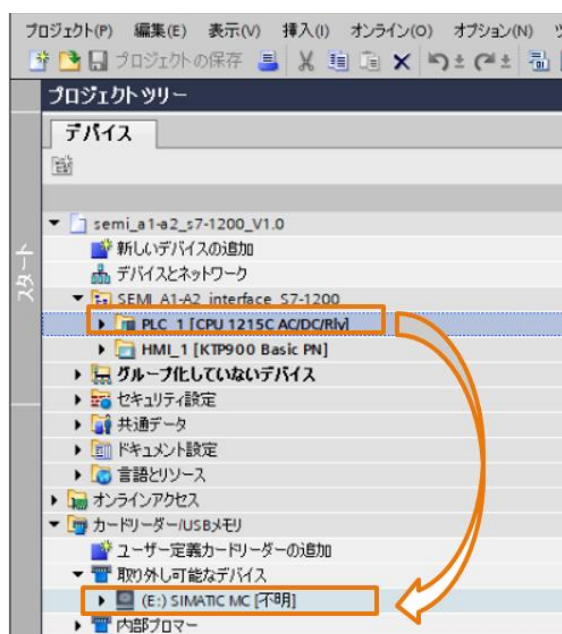 プロジェクト(P) 編集(E) 表示(V) 挿入(I) オンライン(O) オプション(N)
プロジェクトの保存
プロジェクト ツリー
デバイス
スタート
semi_a1-a2_s7-1200_V1.0
新しいデバイスの追加
デバイスとネットワーク
SEMI_A1-A2_interface_S7-1200
PLC_1 [CPU 1215C AC/DC/Rly]
HMI_1 [KTP900 Basic PN]
グループ化していないデバイス
セキュリティ設定
共通データ
ドキュメント設定
言語とリソース
オンラインアクセス
カードリーダー/USBメモリ
ユーザー定義カードリーダーの追加
取り外し可能なデバイス
(E:) SIMATIC MC [不明]
内部プロマー